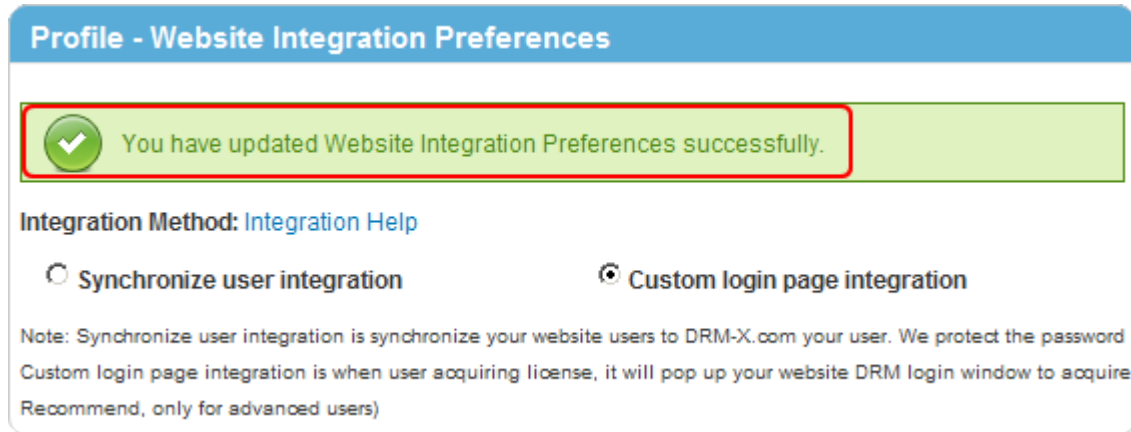 Profile - Website Integration Preferences
You have updated Website Integration Preferences successfully.
Integration Method: Integration Help
Synchronize user integration Custom login page integration
Note: Synchronize user integration is synchronize your website users to DRM-X.com your user. We protect the password
Custom login page integration is when user acquiring license, it will pop up your website DRM login window to acquire
Recommend, only for advanced users)